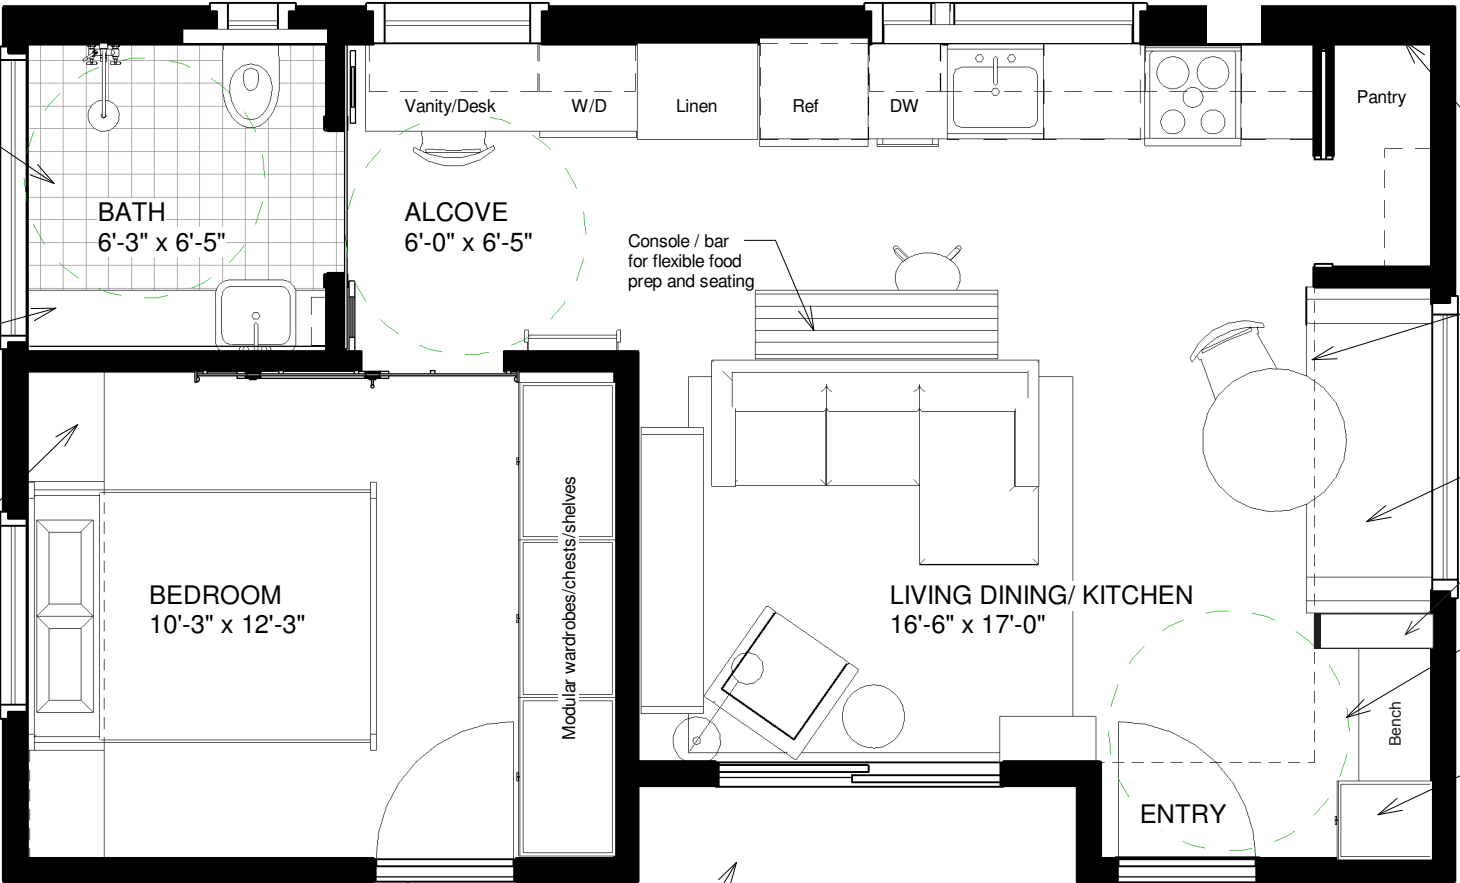 Vanity/Desk
W/D
Linen
Ref
DW
Pantry
BATH
6'-3" x 6'-5"
ALCOVE
6'-0" x 6'-5"
Console / bar
for flexible food
prep and seating
BEDROOM
10'-3" x 12'-3"
Modular wardrobes/chests/shelves
LIVING DINING/ KITCHEN
16'-6" x 17'-0"
Bench
ENTRY